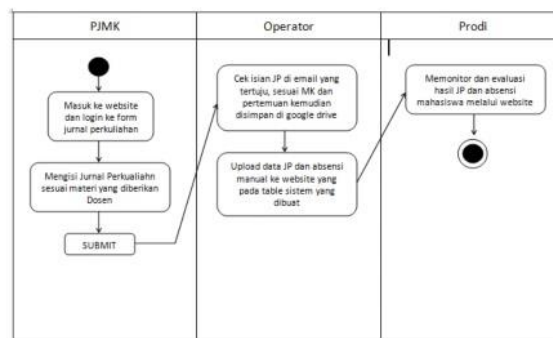 PJMK
Operator
Prodi
Masuk ke website
dan login ke form
jurnal perkuliahan
Mengisi Jurnal Perkualiahn
sesuai materi yang diberikan
Dosen
SUBMIT
Cek isian JP di email yang
tertuju, sesuai MK dan
pertemuan kemudian
disimpan di google drive
Upload data JP dan absensi
manual ke website yang
pada table sistem yang
dibuat
Memonitor dan evaluasi
hasil JP dan absensi
mahasiswa melalui website